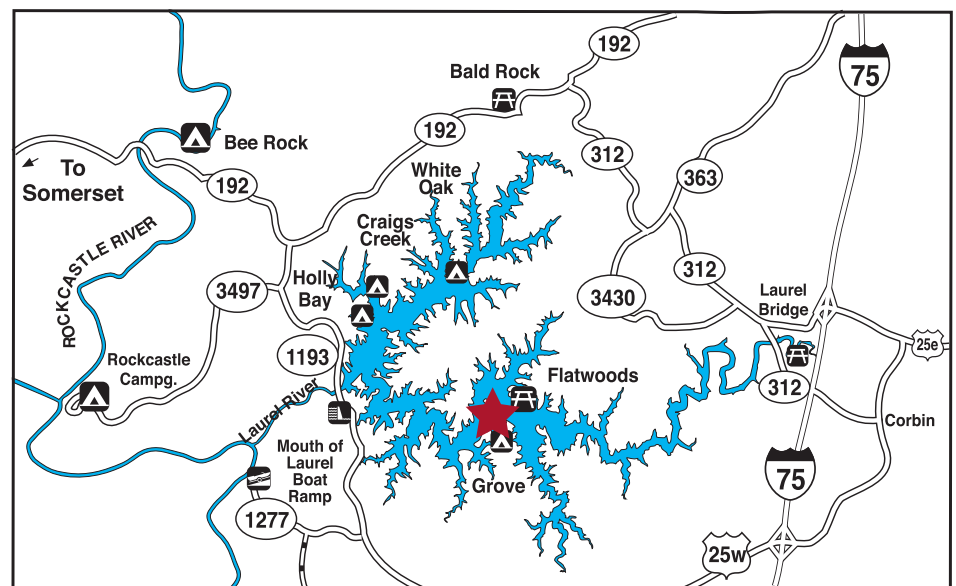 192
75
Bald Rock
192
Bee Rock
312
To
Somerset
White
Oak
363
192
Craigs
Creek
ROCKCASTLE RIVER
312
Holly
Bay
3497
3430
Laurel
Bridge
25e
1193
Rockcastle
Campg.
Flatwoods
312
Laurel River
Corbin
Mouth of
Laurel
Boat
Ramp
Grove
75
1277
25w